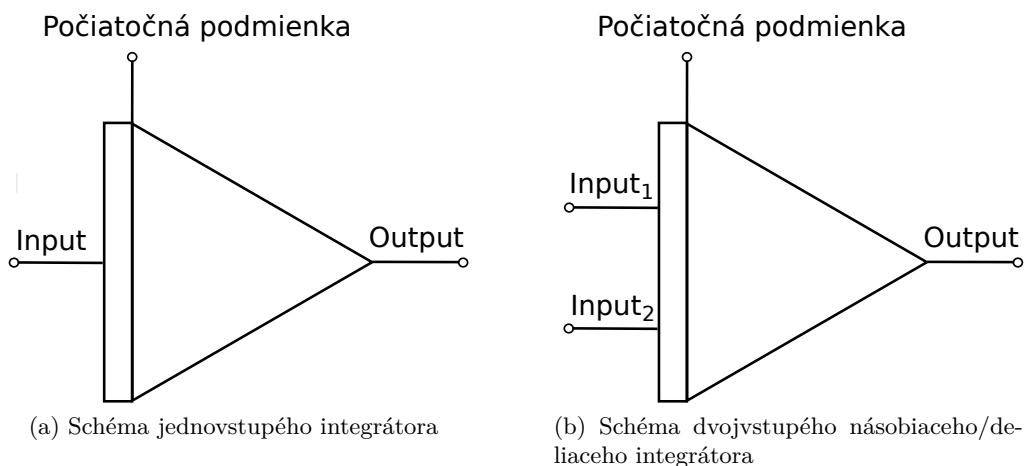 Počiatočná podmienka
Input
Output
(a) Schéma jednovstupého integrátora
Počiatočná podmienka
Input₁
Input₂
Output
(b) Schéma dvojvstupého násobiaceho/de-
liaceho integrátora